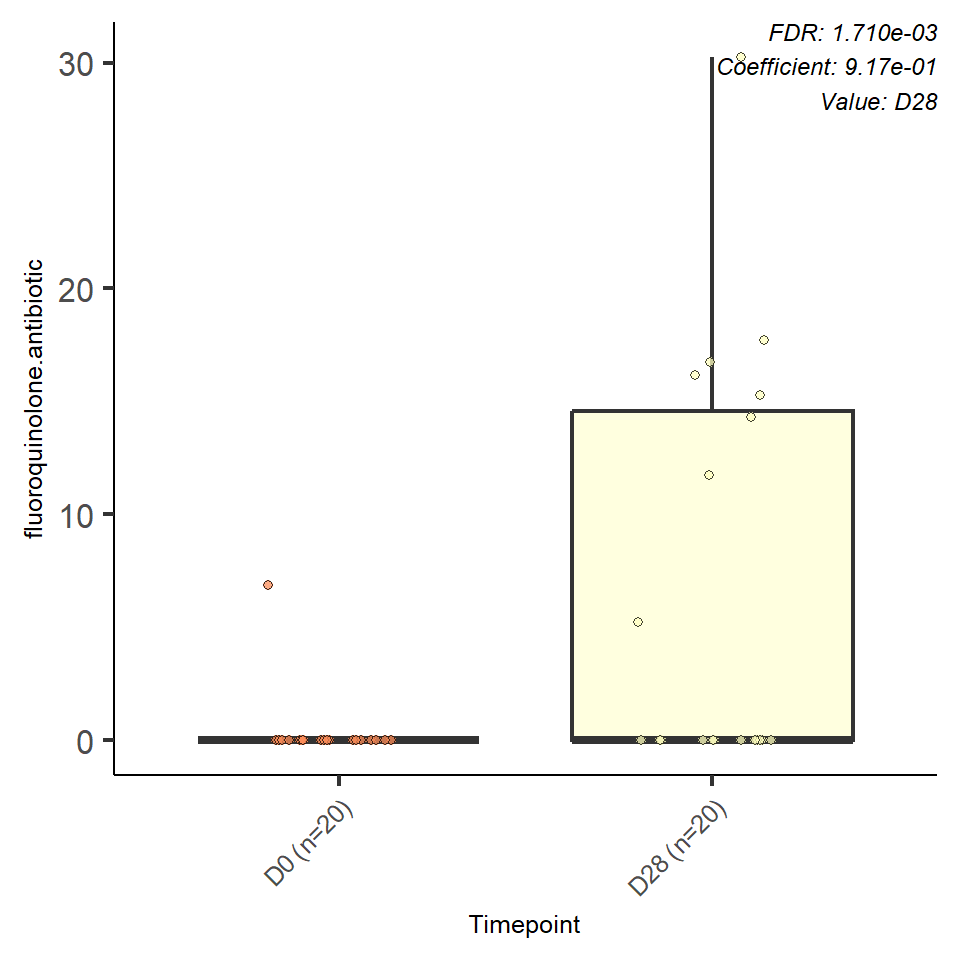 FDR: 1.710e-03
Coefficient: 9.17e-01
Value: D28
fluoroquinolone.antibiotic
30
20
10
0
D0 (n=20)
D28 (n=20)
Timepoint